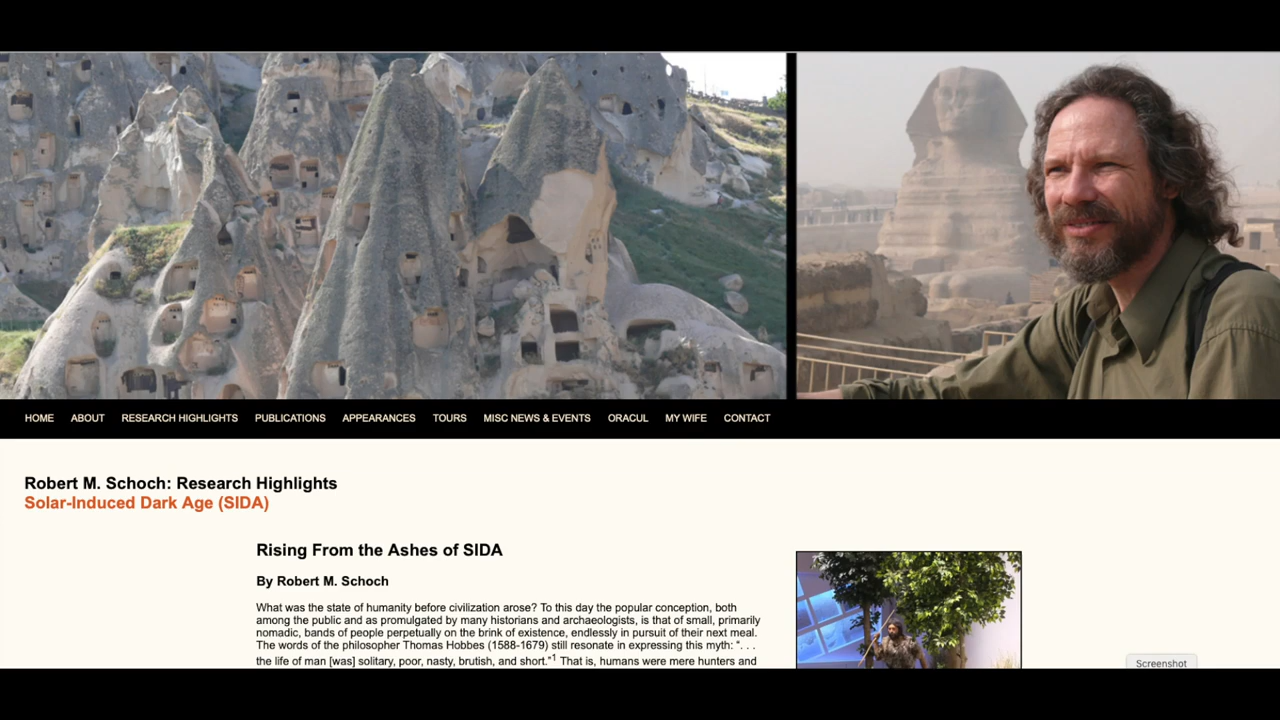 HOME ABOUT RESEARCH HIGHLIGHTS PUBLICATIONS APPEARANCES TOURS MISC NEWS & EVENTS ORACUL MY WIFE CONTACT
Robert M. Schoch: Research Highlights
Solar-Induced Dark Age (SIDA)
Rising From the Ashes of SIDA
By Robert M. Schoch
What was the state of humanity before civilization arose? To this day the popular conception, both
among the public and as promulgated by many historians and archaeologists, is that of small, primarily
nomadic, bands of people perpetually on the brink of existence, endlessly in pursuit of their next meal.
The words of the philosopher Thomas Hobbes (1588-1679) still resonate in expressing this myth: “. . .
the life of man [was] solitary, poor, nasty, brutish, and short.”1 That is, humans were mere hunters and
Screenshot